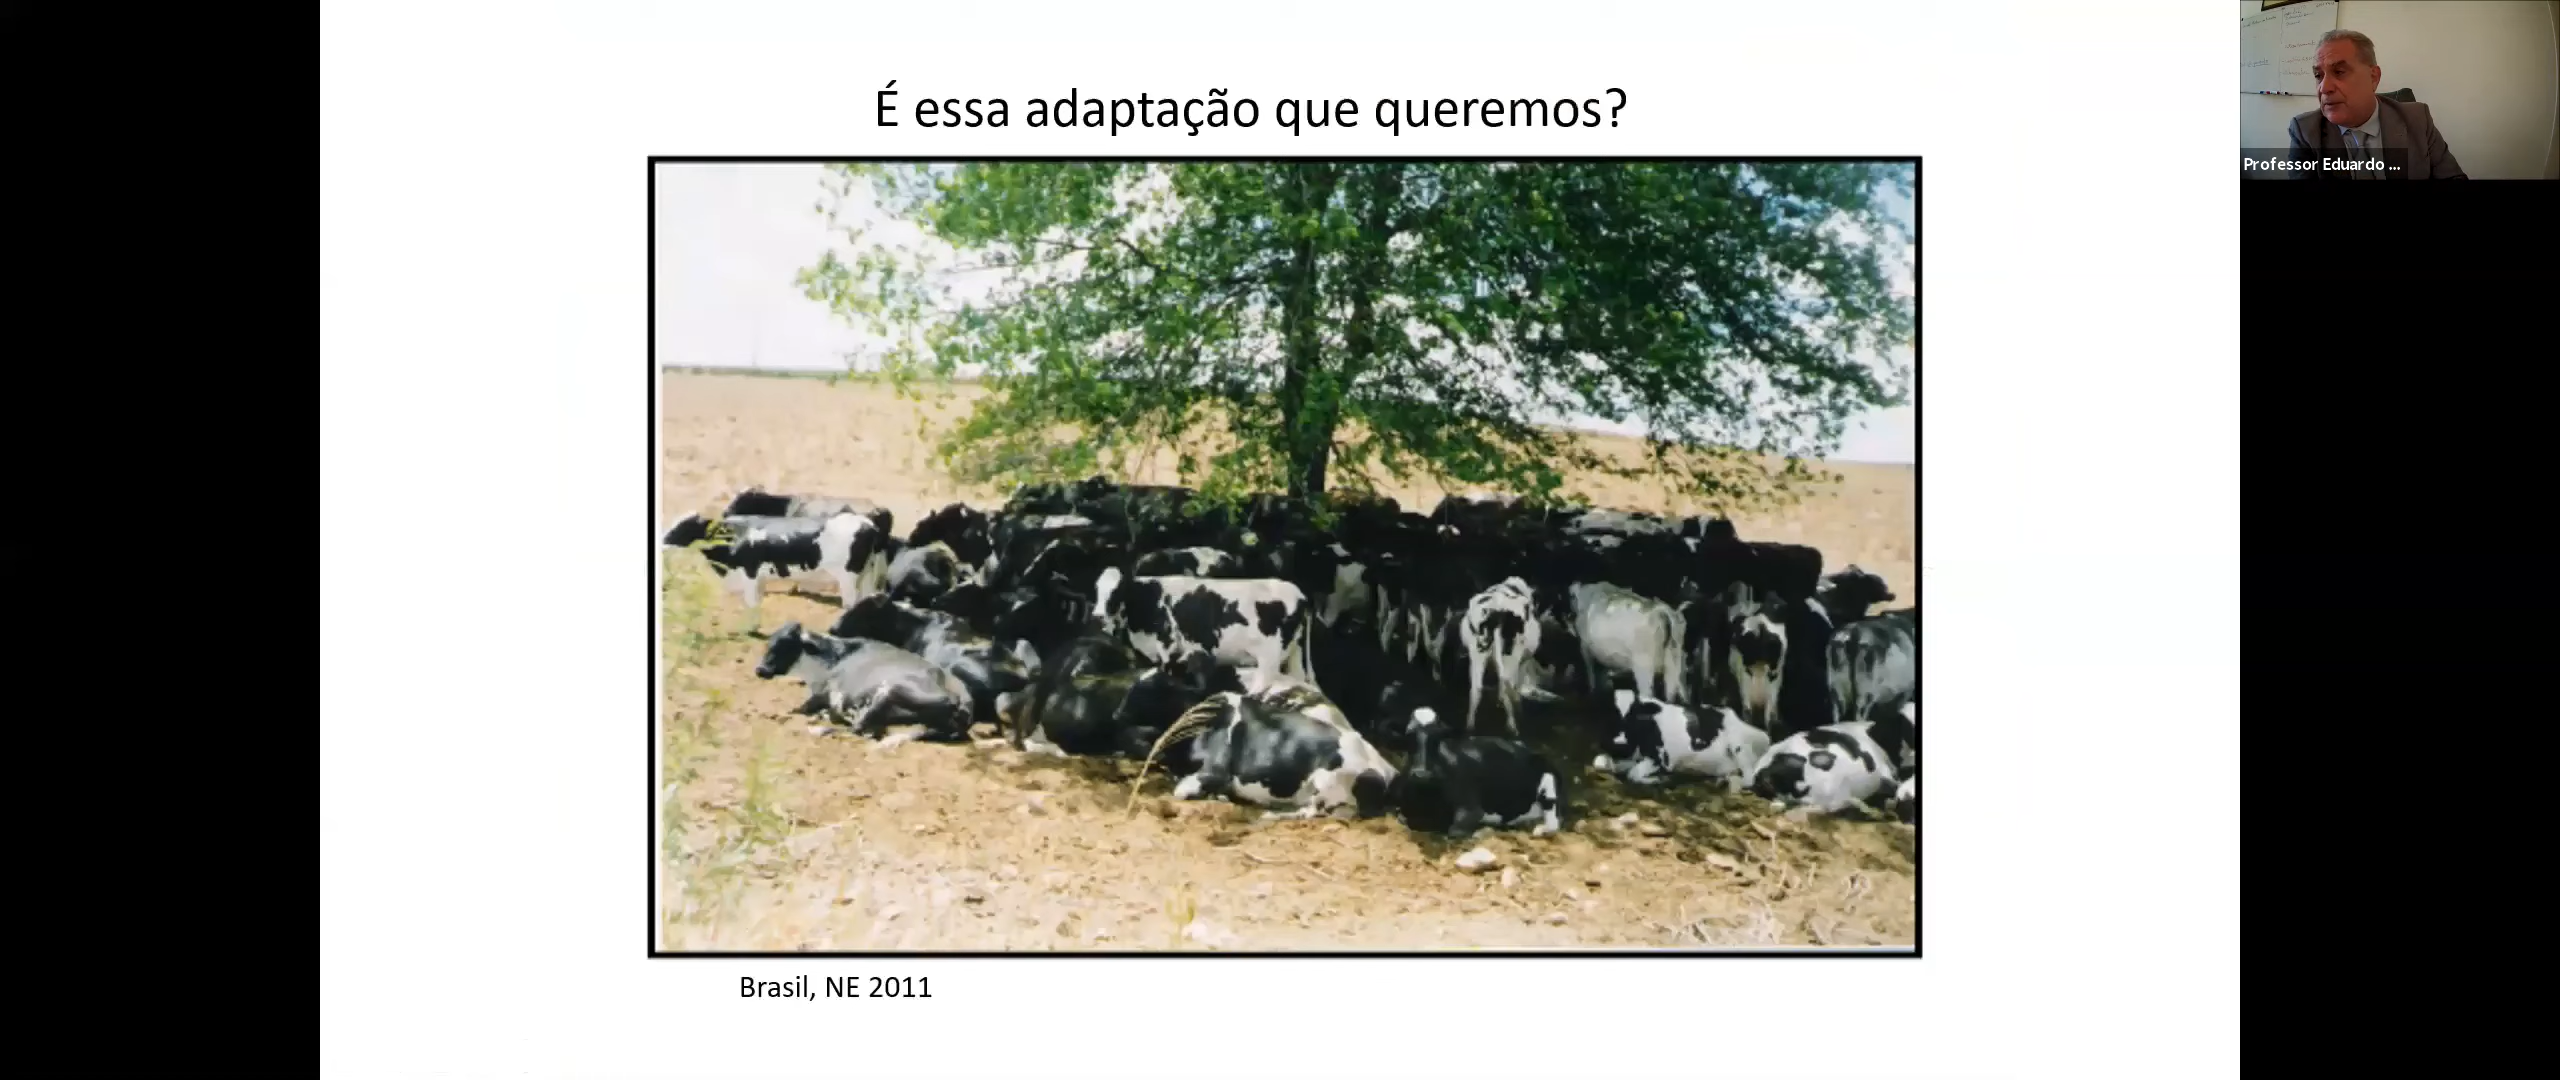 É essa adaptação que queremos?
Brasil, NE 2011
Professor Eduardo ...